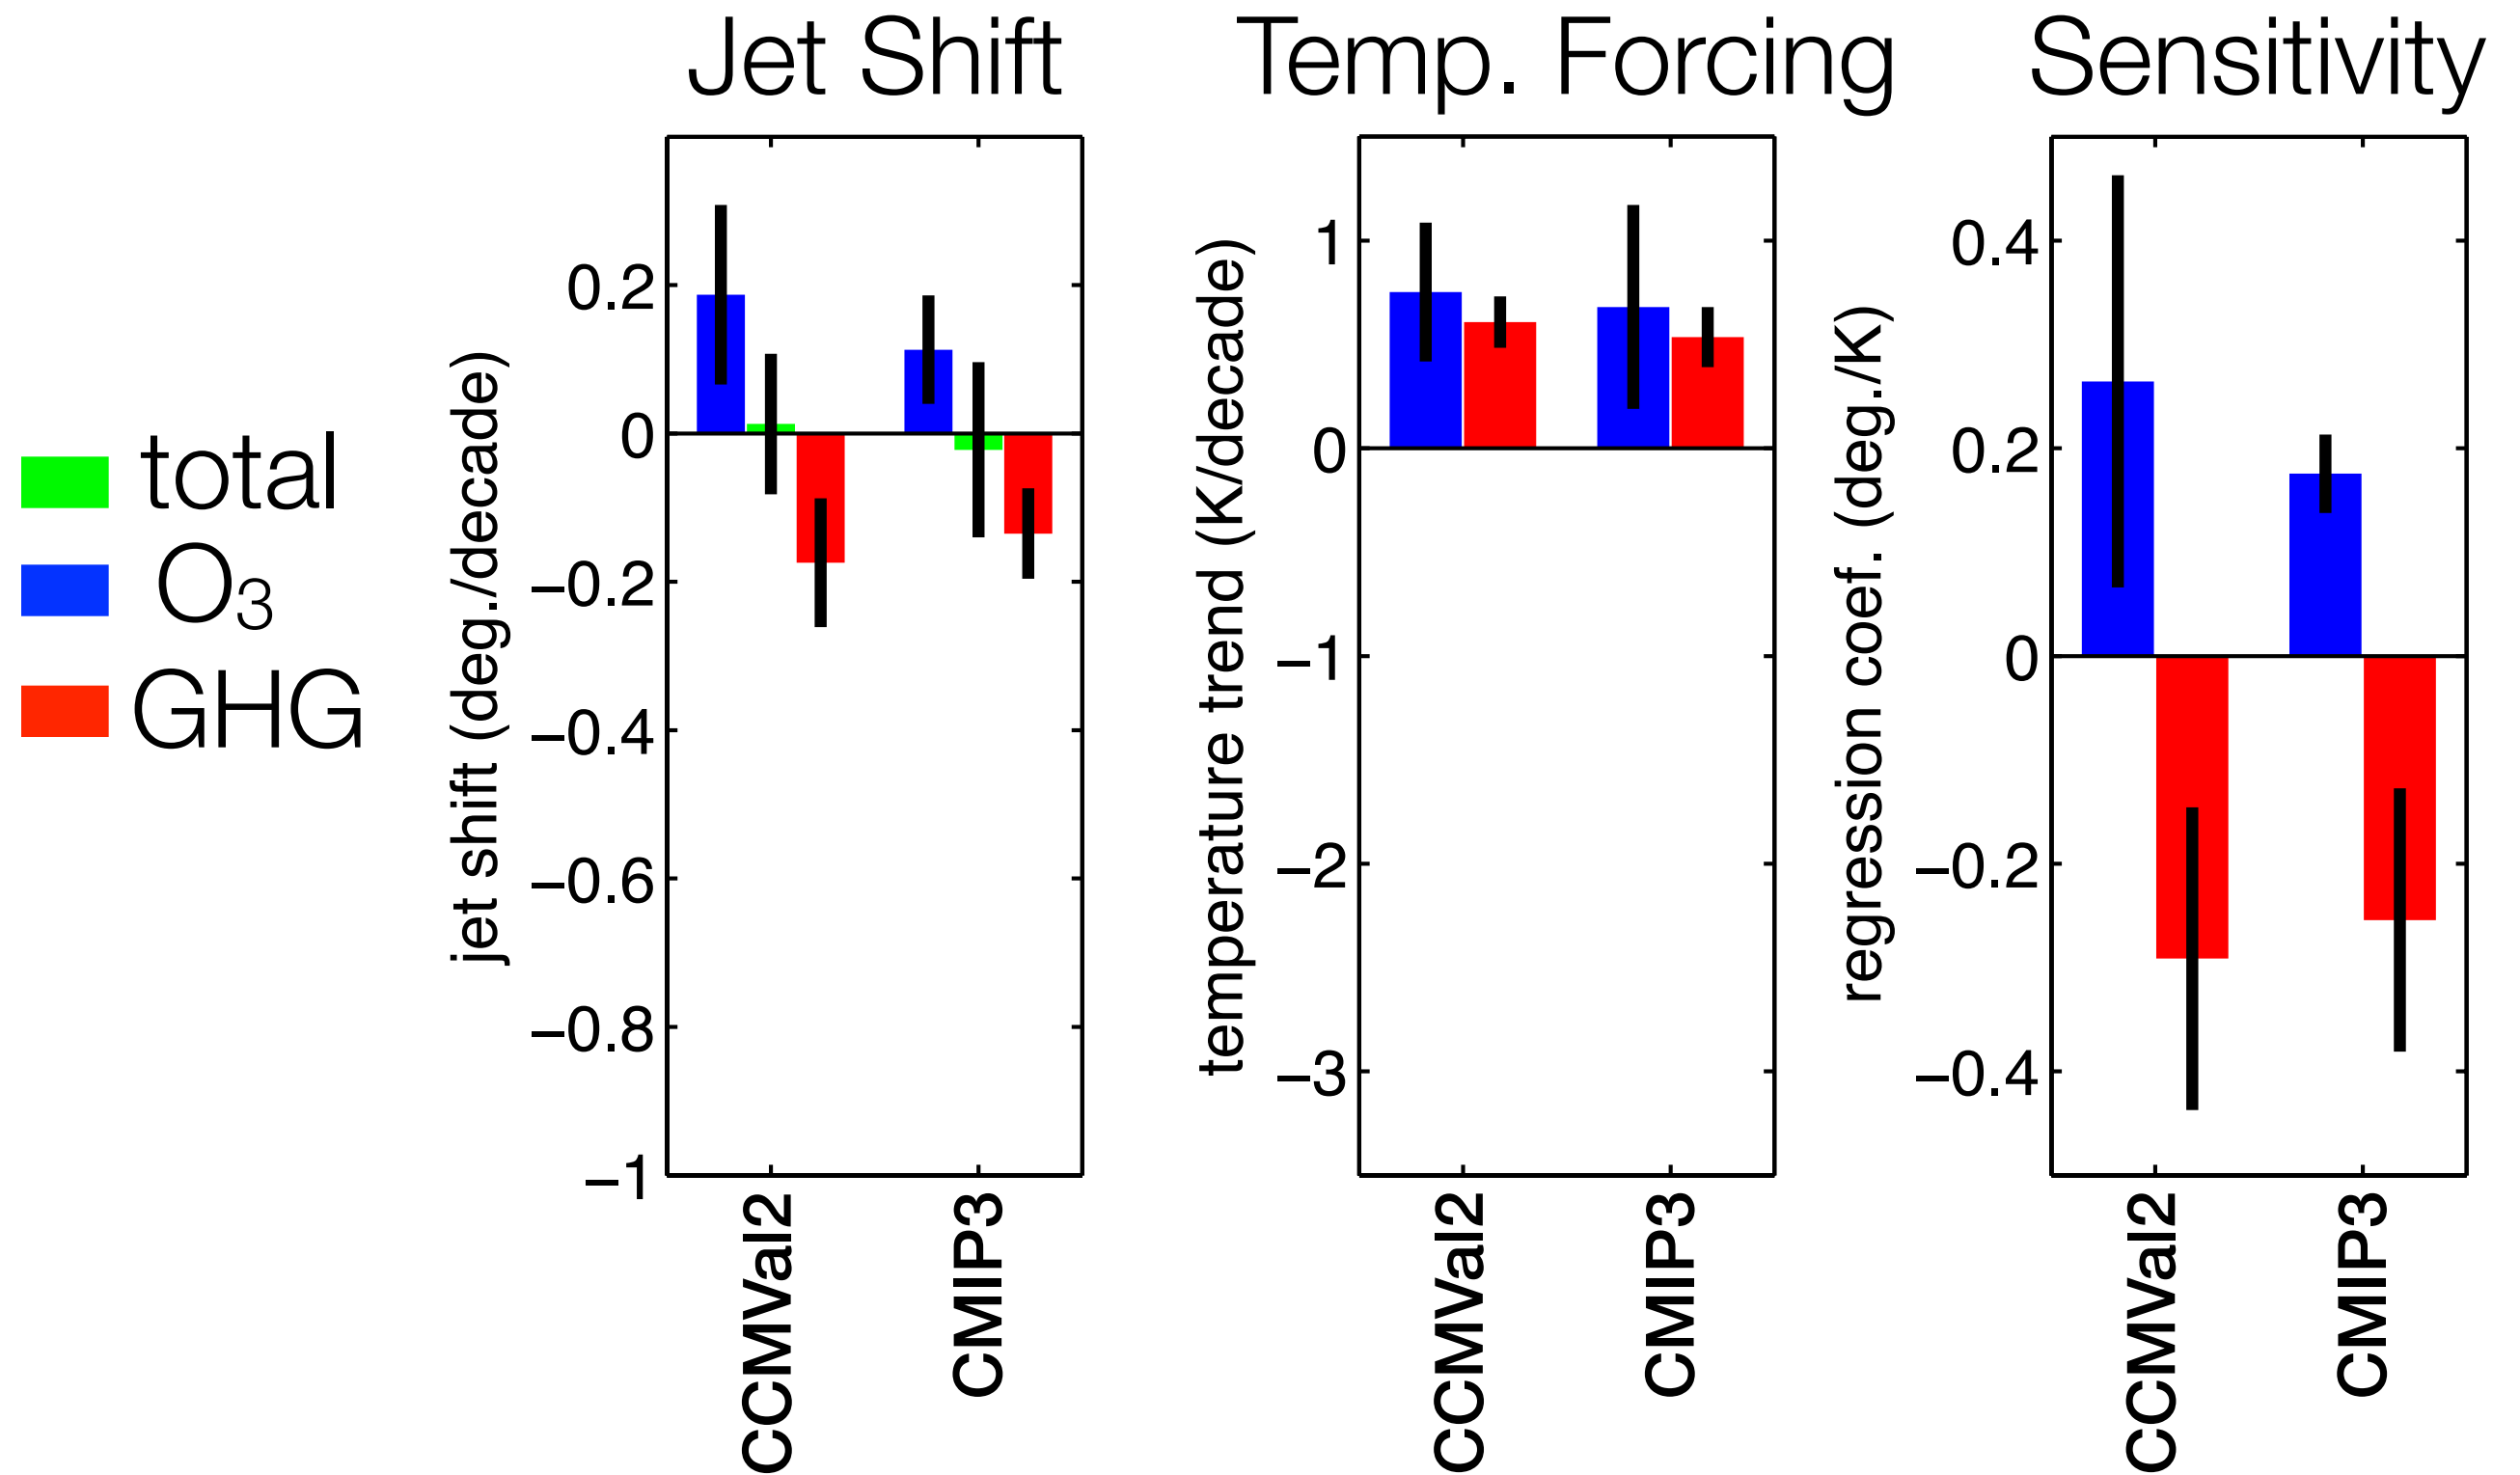 Jet Shift
Temp. Forcing
Sensitivity
total
O₃
GHG
jet shift (deg./decade)
0.2
0
−0.2
−0.4
−0.6
−0.8
−1
CCMVal2
CMIP3
temperature trend (K/decade)
1
0
−1
−2
−3
CCMVal2
CMIP3
regression coef. (deg./K)
0.4
0.2
0
−0.2
−0.4
CCMVal2
CMIP3